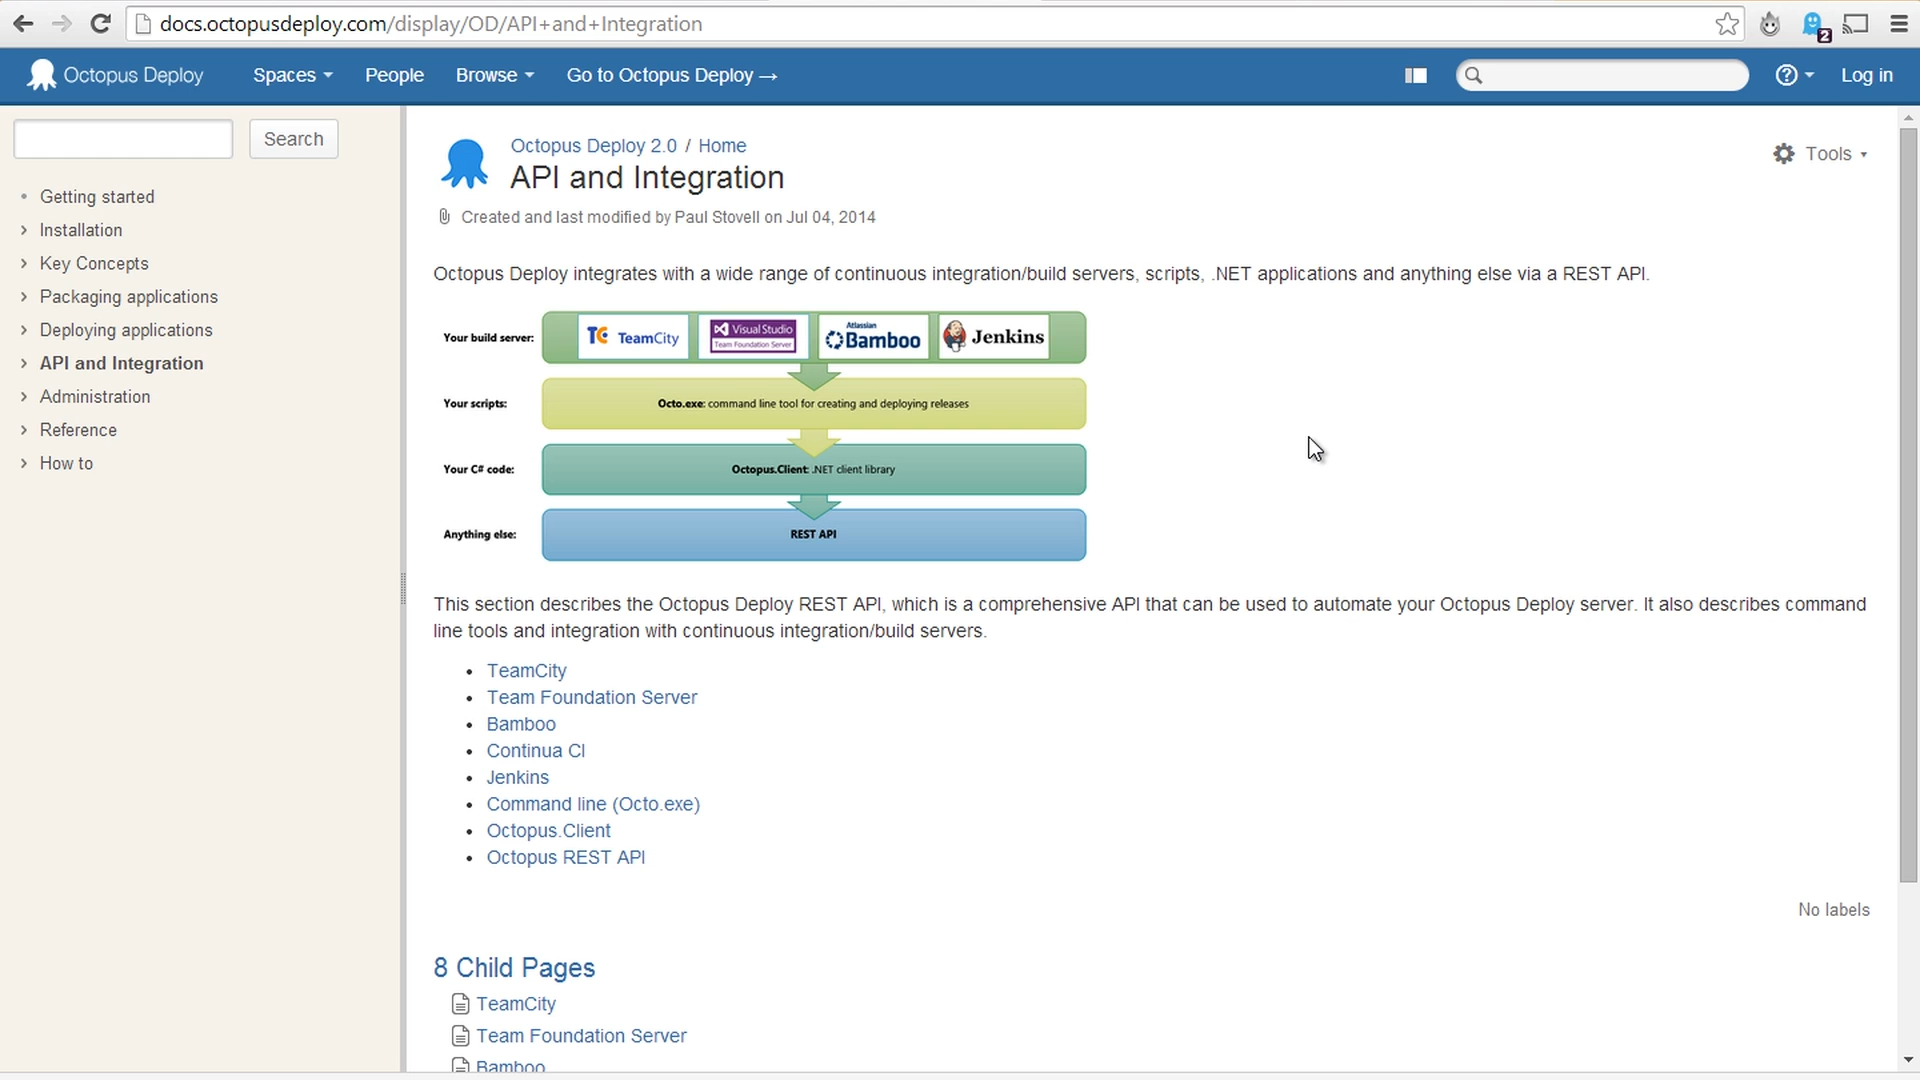 docs.octopusdeploy.com/display/OD/API+and+Integration
2
Octopus Deploy
Spaces
People
Browse
Go to Octopus Deploy →
?
Log in
Search
Getting started
Installation
Key Concepts
Packaging applications
Deploying applications
API and Integration
Administration
Reference
How to
Octopus Deploy 2.0 / Home
API and Integration
Tools
Created and last modified by Paul Stovell on Jul 04, 2014
Octopus Deploy integrates with a wide range of continuous integration/build servers, scripts, .NET applications and anything else via a REST API.
Your build server:
TC TeamCity
Visual Studio
Team Foundation Server
Atlassian
Bamboo
Jenkins
Your scripts:
Octo.exe: command line tool for creating and deploying releases
Your C# code:
Octopus.Client: .NET client library
Anything else:
REST API
This section describes the Octopus Deploy REST API, which is a comprehensive API that can be used to automate your Octopus Deploy server. It also describes command
line tools and integration with continuous integration/build servers.
• TeamCity
• Team Foundation Server
• Bamboo
• Continua CI
• Jenkins
• Command line (Octo.exe)
• Octopus.Client
• Octopus REST API
No labels
8 Child Pages
TeamCity
Team Foundation Server
Bamboo